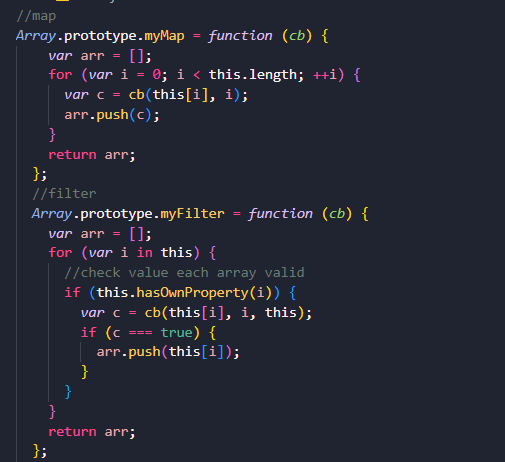 //map
Array.prototype.myMap = function (cb) {
    var arr = [];
    for (var i = 0; i < this.length; ++i) {
      var c = cb(this[i], i);
      arr.push(c);
    }
    return arr;
  };
  //filter
  Array.prototype.myFilter = function (cb) {
    var arr = [];
    for (var i in this) {
      //check value each array valid
      if (this.hasOwnProperty(i)) {
        var c = cb(this[i], i, this);
        if (c === true) {
          arr.push(this[i]);
        }
      }
    }
    return arr;
  };